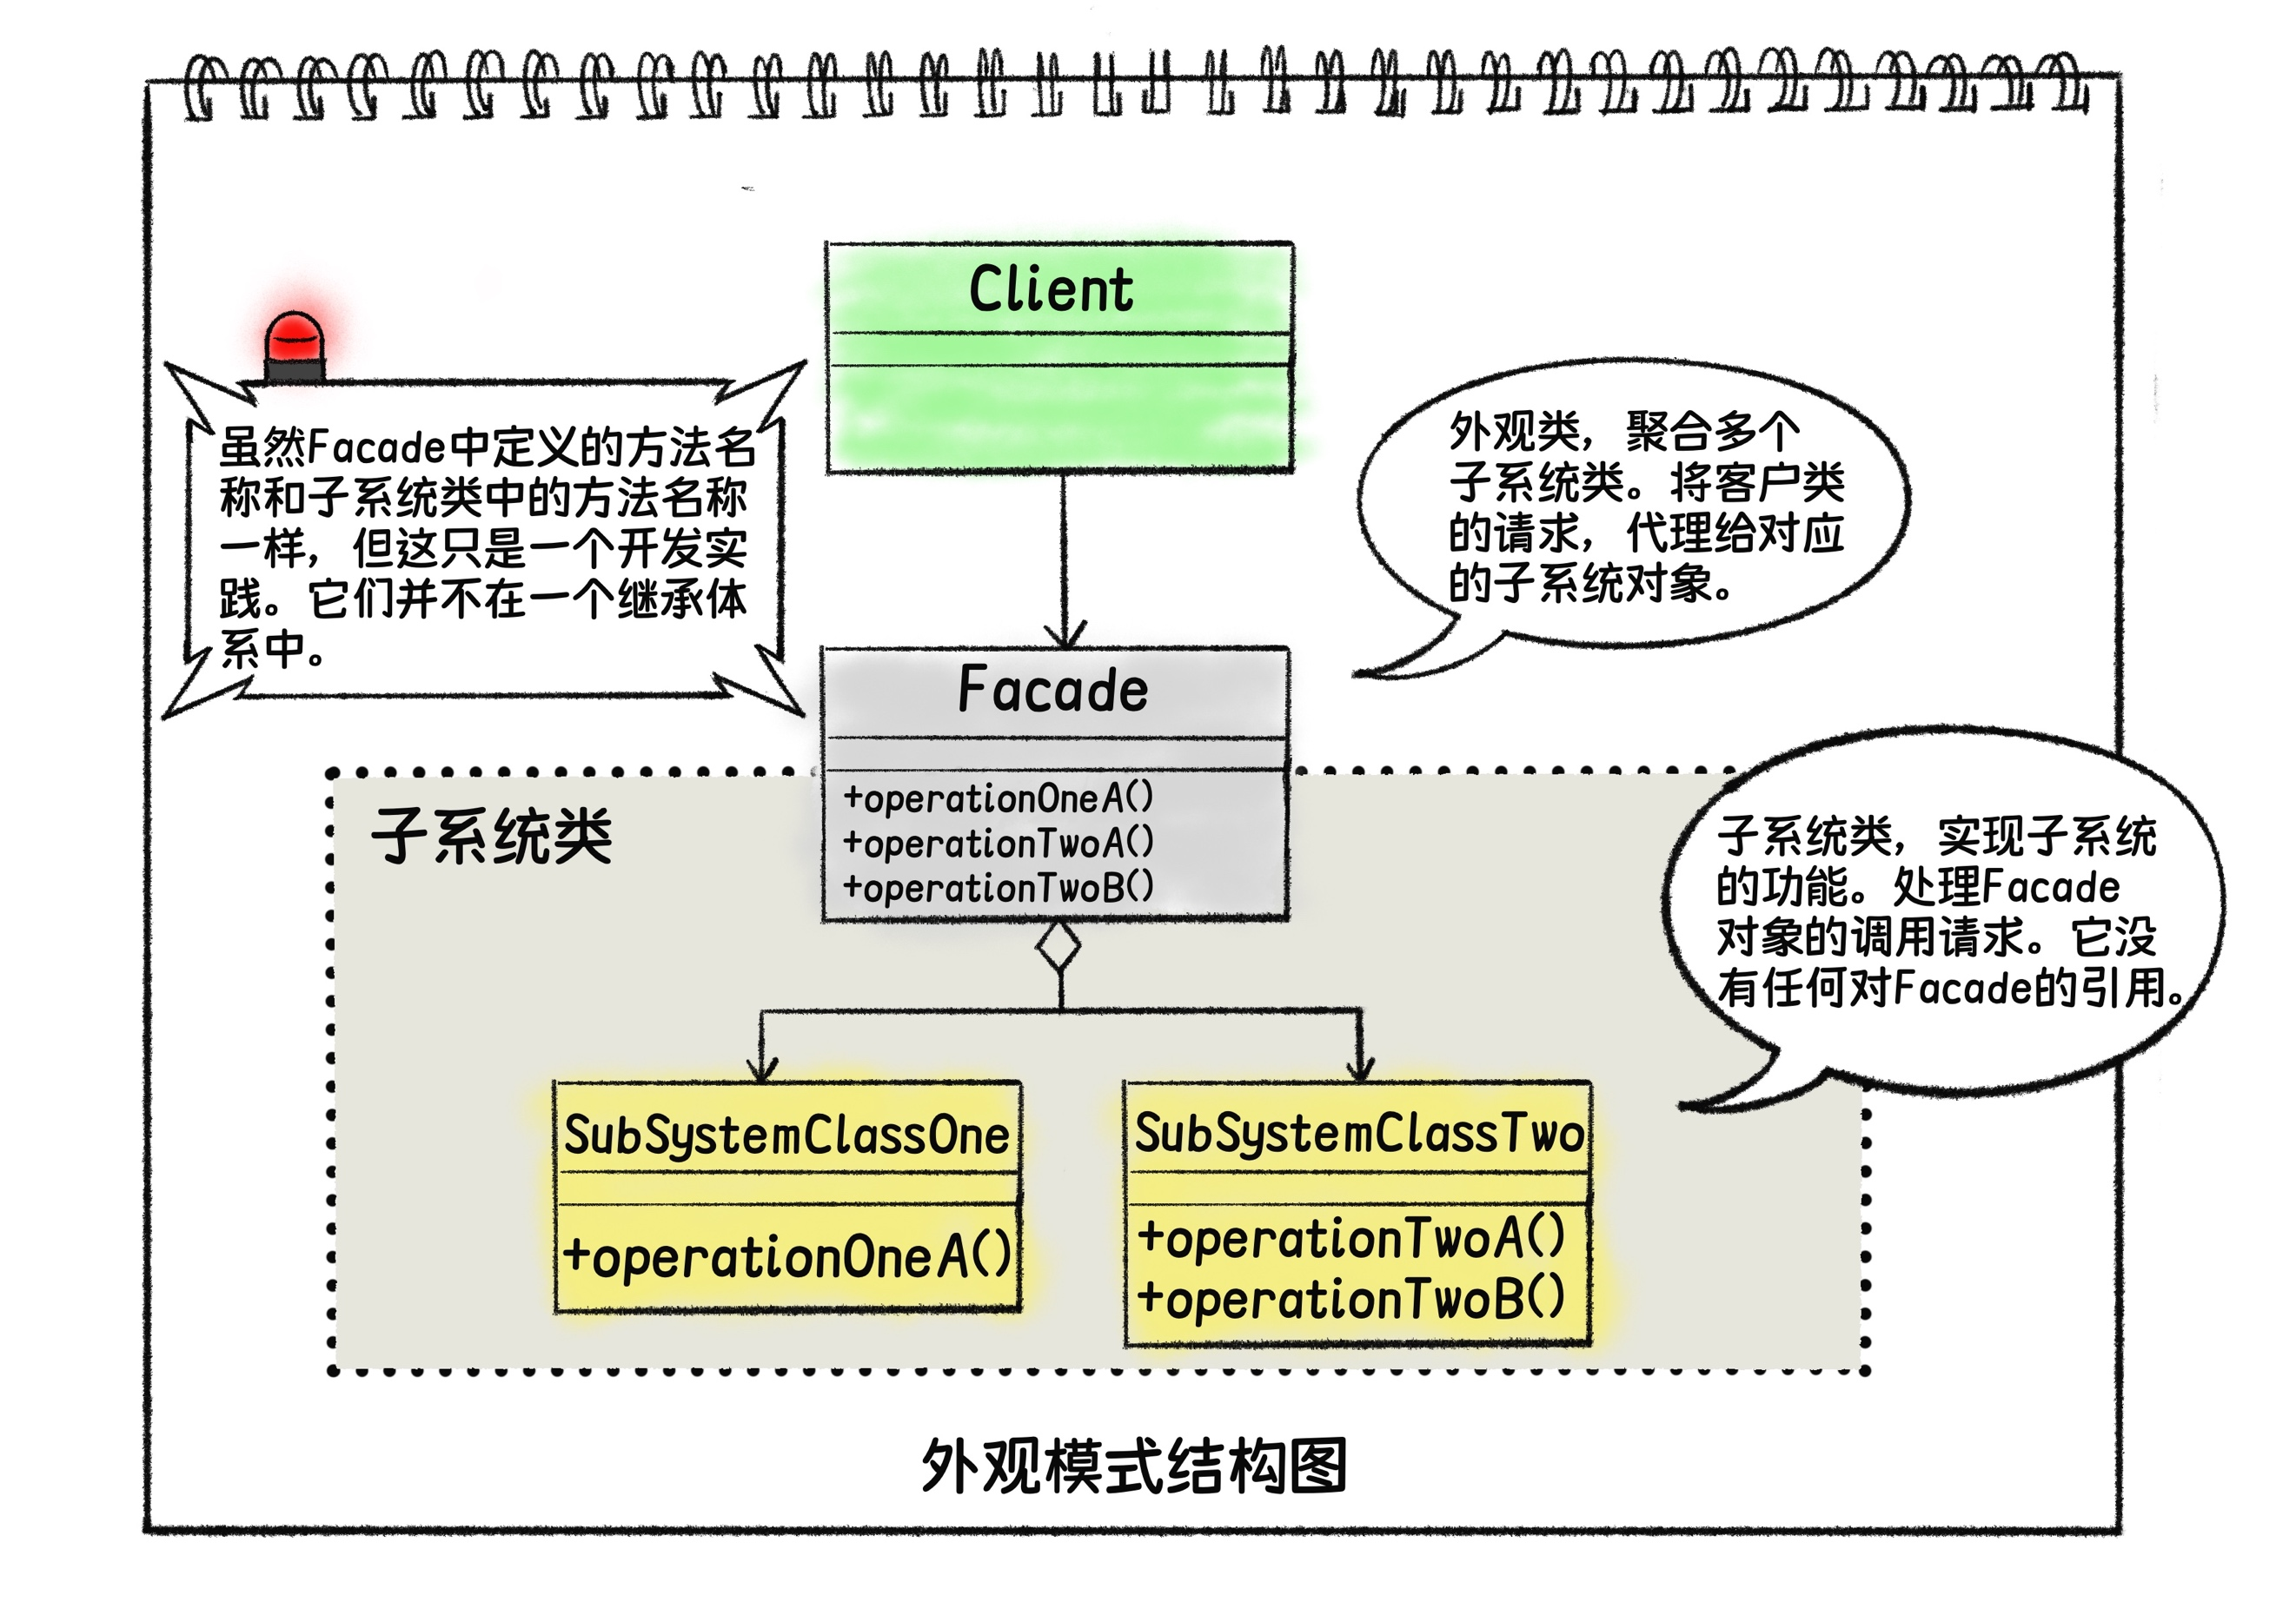 Client
虽然Facade中定义的方法名
称和子系统类中的方法名称
一样，但这只是一个开发实
践。它们并不在一个继承体
系中。
外观类，聚合多个
子系统类。将客户类
的请求，代理给对应
的子系统对象。
Facade
+operationOneA()
+operationTwoA()
+operationTwoB()
子系统类
子系统类，实现子系统
的功能。处理Facade
对象的调用请求。它没
有任何对Facade的引用。
SubSystemClassOne
+operationOneA()
SubSystemClassTwo
+operationTwoA()
+operationTwoB()
外观模式结构图